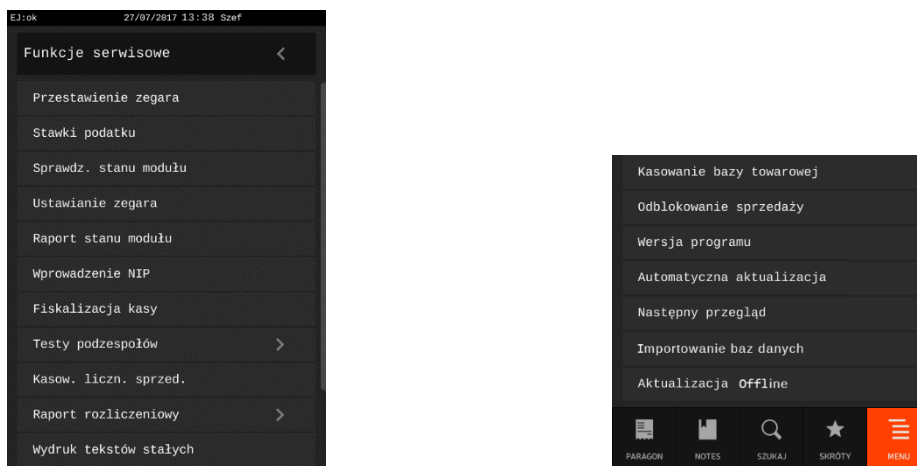 EJ:ok 27/07/2017 13:38 Szef
Funkcje serwisowe
Przestawienie zegara
Stawki podatku
Sprawdz. stanu modułu
Ustawianie zegara
Raport stanu modułu
Wprowadzenie NIP
Fiskalizacja kasy
Testy podzespołów
Kasow. liczn. sprzed.
Raport rozliczeniowy
Wydruk tekstów stałych
Kasowanie bazy towarowej
Odblokowanie sprzedaży
Wersja programu
Automatyczna aktualizacja
Następny przegląd
Importowanie baz danych
Aktualizacja Offline
PARAGON NOTES SZUKAJ SKRÓTY MENU